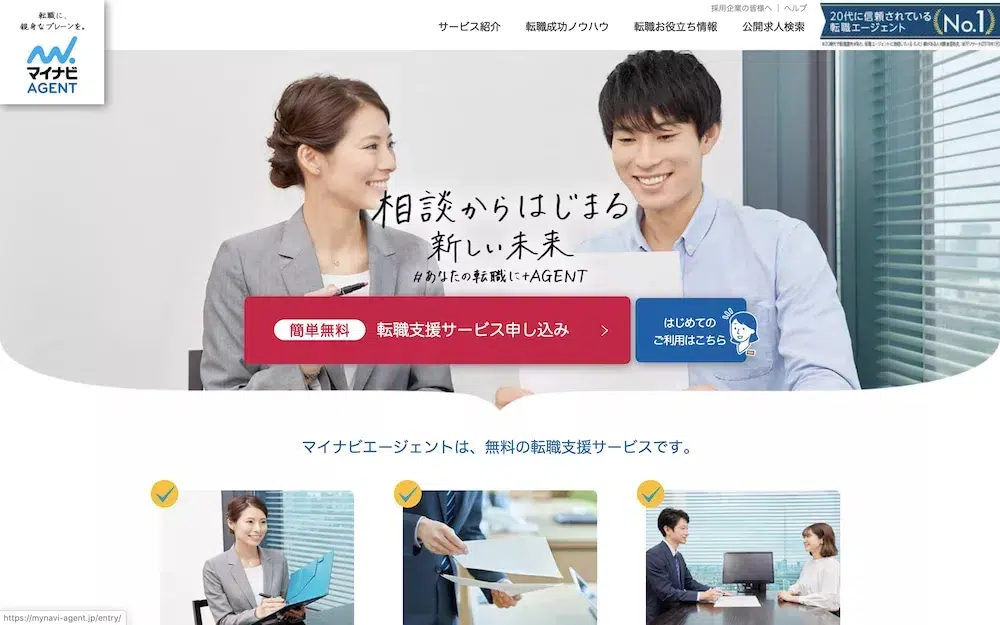 転職に、
親身なブレーンを。
マイナビ
AGENT
採用企業の皆様へ | ヘルプ
サービス紹介 転職成功ノウハウ 転職お役立ち情報 公開求人検索
20代に信頼されている
転職エージェント
No.1
相談からはじまる
新しい未来
#あなたの転職に+AGENT
簡単無料 転職支援サービス申し込み
はじめての
ご利用はこちら
マイナビエージェントは、無料の転職支援サービスです。
https://mynavi-agent.jp/entry/